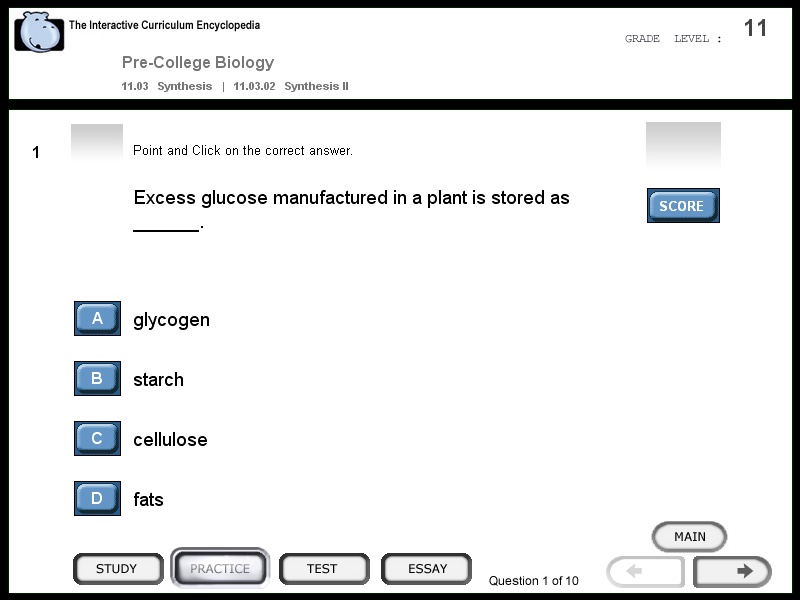 The Interactive Curriculum Encyclopedia
GRADE LEVEL : 11
Pre-College Biology
11.03 Synthesis | 11.03.02 Synthesis II
1
Point and Click on the correct answer.
Excess glucose manufactured in a plant is stored as
_______.
SCORE
A glycogen
B starch
C cellulose
D fats
MAIN
STUDY PRACTICE TEST ESSAY Question 1 of 10